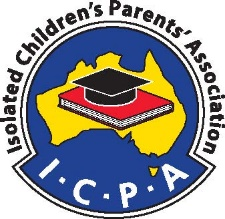 Isolated Children's Parents' Association
I·C·P·A